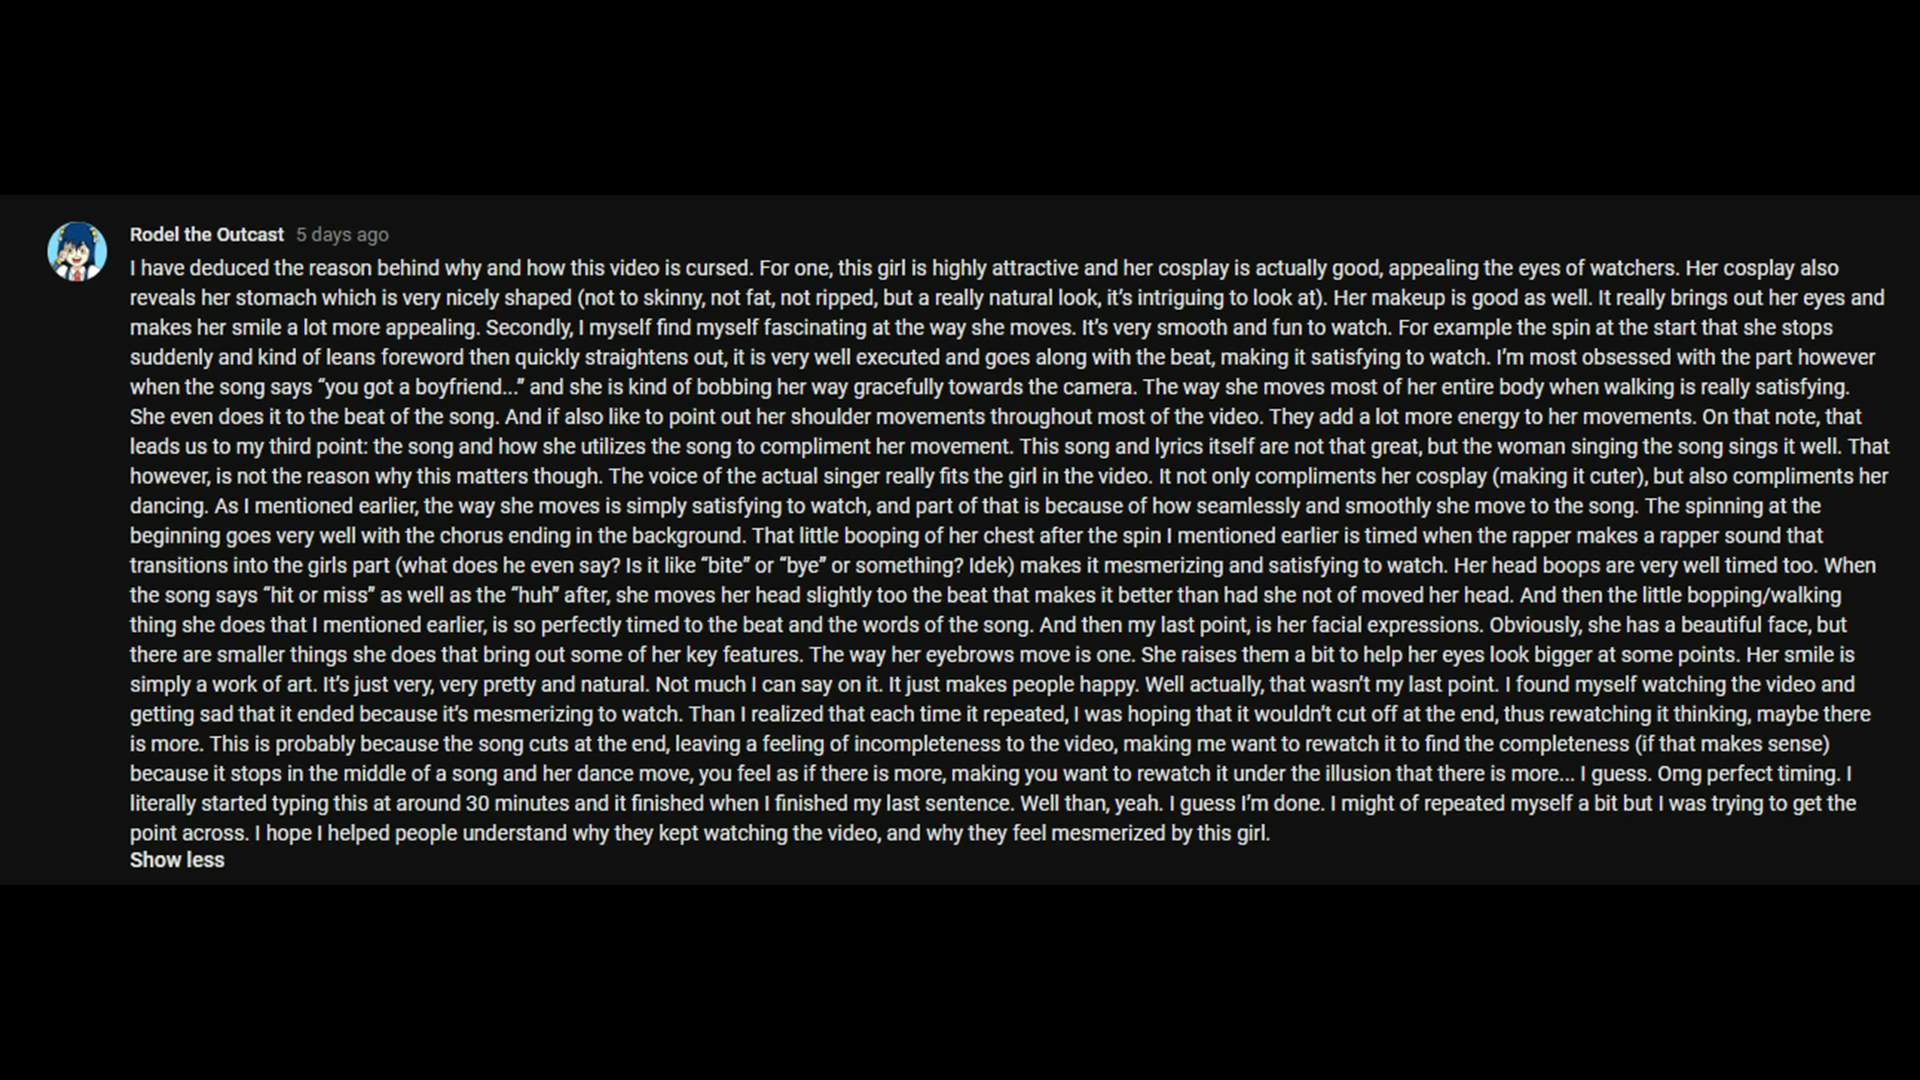 Rodel the Outcast 5 days ago
I have deduced the reason behind why and how this video is cursed. For one, this girl is highly attractive and her cosplay is actually good, appealing the eyes of watchers. Her cosplay also
reveals her stomach which is very nicely shaped (not to skinny, not fat, not ripped, but a really natural look, it's intriguing to look at). Her makeup is good as well. It really brings out her eyes and
makes her smile a lot more appealing. Secondly, I myself find myself fascinating at the way she moves. It's very smooth and fun to watch. For example the spin at the start that she stops
suddenly and kind of leans foreword then quickly straightens out, it is very well executed and goes along with the beat, making it satisfying to watch. I'm most obsessed with the part however
when the song says “you got a boyfriend...” and she is kind of bobbing her way gracefully towards the camera. The way she moves most of her entire body when walking is really satisfying.
She even does it to the beat of the song. And if also like to point out her shoulder movements throughout most of the video. They add a lot more energy to her movements. On that note, that
leads us to my third point: the song and how she utilizes the song to compliment her movement. This song and lyrics itself are not that great, but the woman singing the song sings it well. That
however, is not the reason why this matters though. The voice of the actual singer really fits the girl in the video. It not only compliments her cosplay (making it cuter), but also compliments her
dancing. As I mentioned earlier, the way she moves is simply satisfying to watch, and part of that is because of how seamlessly and smoothly she move to the song. The spinning at the
beginning goes very well with the chorus ending in the background. That little booping of her chest after the spin I mentioned earlier is timed when the rapper makes a rapper sound that
transitions into the girls part (what does he even say? Is it like “bite” or “bye” or something? Idek) makes it mesmerizing and satisfying to watch. Her head boops are very well timed too. When
the song says “hit or miss” as well as the “huh” after, she moves her head slightly too the beat that makes it better than had she not of moved her head. And then the little bopping/walking
thing she does that I mentioned earlier, is so perfectly timed to the beat and the words of the song. And then my last point, is her facial expressions. Obviously, she has a beautiful face, but
there are smaller things she does that bring out some of her key features. The way her eyebrows move is one. She raises them a bit to help her eyes look bigger at some points. Her smile is
simply a work of art. It's just very, very pretty and natural. Not much I can say on it. It just makes people happy. Well actually, that wasn't my last point. I found myself watching the video and
getting sad that it ended because it's mesmerizing to watch. Than I realized that each time it repeated, I was hoping that it wouldn't cut off at the end, thus rewatching it thinking, maybe there
is more. This is probably because the song cuts at the end, leaving a feeling of incompleteness to the video, making me want to rewatch it to find the completeness (if that makes sense)
because it stops in the middle of a song and her dance move, you feel as if there is more, making you want to rewatch it under the illusion that there is more... I guess. Omg perfect timing. I
literally started typing this at around 30 minutes and it finished when I finished my last sentence. Well than, yeah. I guess I'm done. I might of repeated myself a bit but I was trying to get the
point across. I hope I helped people understand why they kept watching the video, and why they feel mesmerized by this girl.
Show less